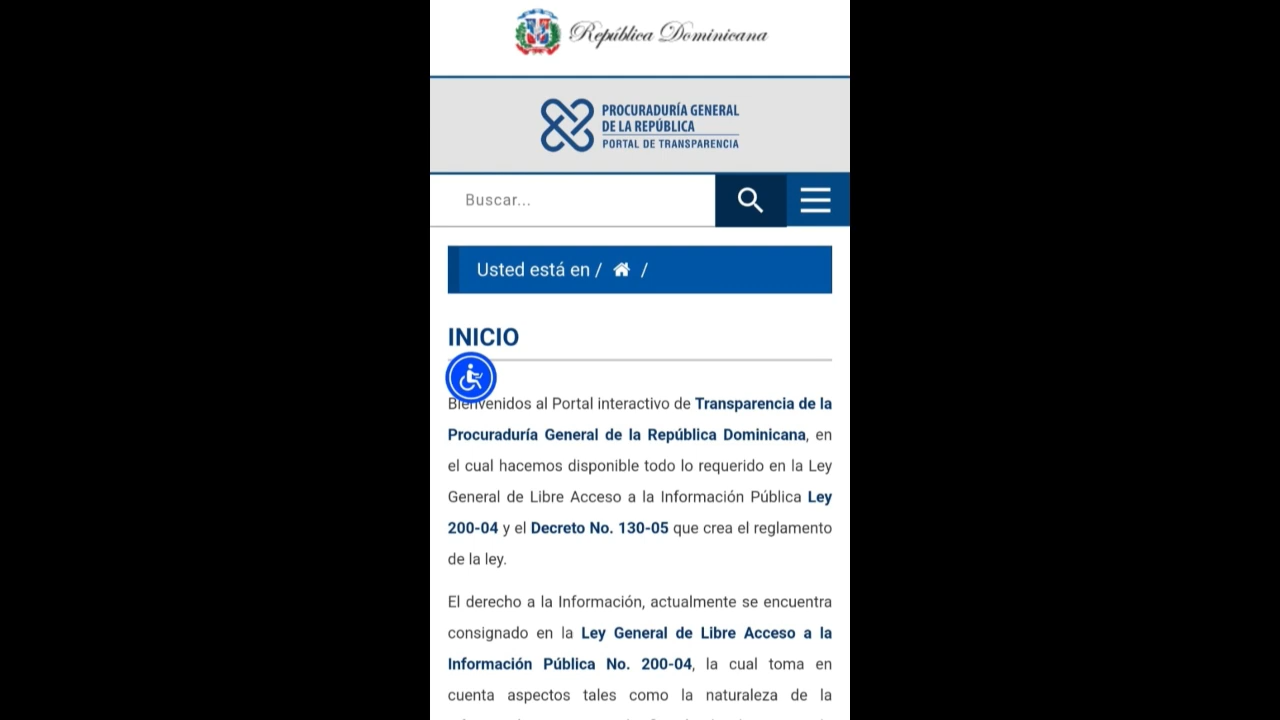 República Dominicana
PROCURADURÍA GENERAL
DE LA REPÚBLICA
PORTAL DE TRANSPARENCIA
Buscar...
Usted está en / /
INICIO
Bienvenidos al Portal interactivo de Transparencia de la
Procuraduría General de la República Dominicana, en
el cual hacemos disponible todo lo requerido en la Ley
General de Libre Acceso a la Información Pública Ley
200-04 y el Decreto No. 130-05 que crea el reglamento
de la ley.
El derecho a la Información, actualmente se encuentra
consignado en la Ley General de Libre Acceso a la
Información Pública No. 200-04, la cual toma en
cuenta aspectos tales como la naturaleza de la